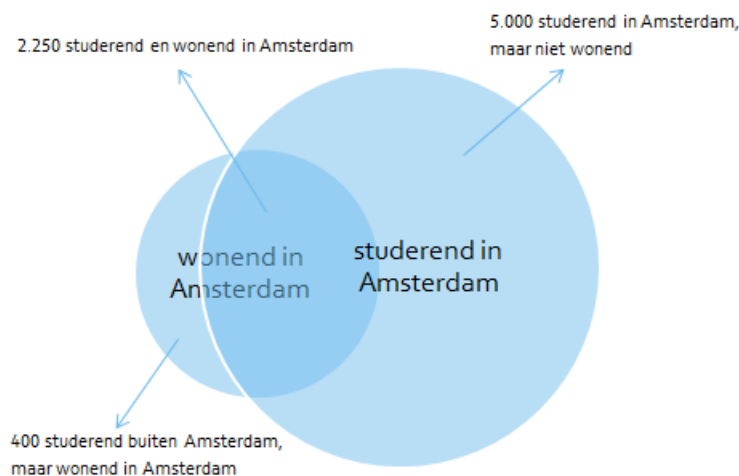 5.000 studerend in Amsterdam,
maar niet wonend
2.250 studerend en wonend in Amsterdam
wonend in
Amsterdam
studerend in
Amsterdam
400 studerend buiten Amsterdam,
maar wonend in Amsterdam